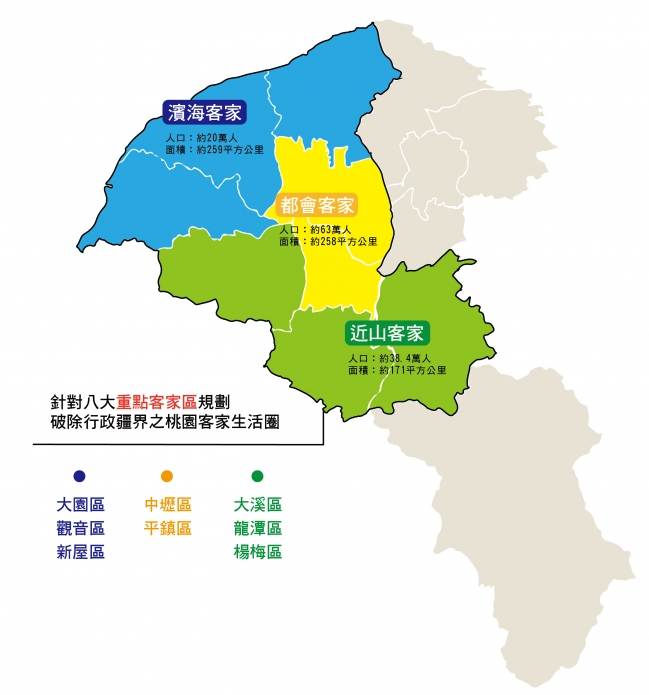 濱海客家
人口：約20萬人
面積：約259平方公里
都會客家
人口：約63萬人
面積：約258平方公里
近山客家
人口：約38.4萬人
面積：約171平方公里
針對八大重點客家區規劃
破除行政疆界之桃園客家生活圈
大園區
觀音區
新屋區
中壢區
平鎮區
大溪區
龍潭區
楊梅區